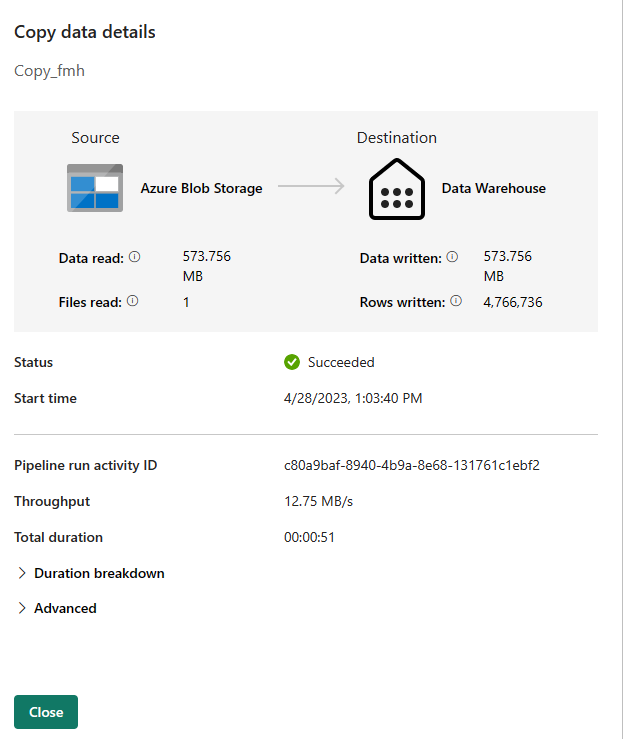 Copy data details
Copy_fmh
Source
Destination
Azure Blob Storage
Data Warehouse
Data read: 573.756 MB
Data written: 573.756 MB
Files read: 1
Rows written: 4,766,736
Status Succeeded
Start time 4/28/2023, 1:03:40 PM
Pipeline run activity ID c80a9baf-8940-4b9a-8e68-131761c1ebf2
Throughput 12.75 MB/s
Total duration 00:00:51
Duration breakdown
Advanced
Close